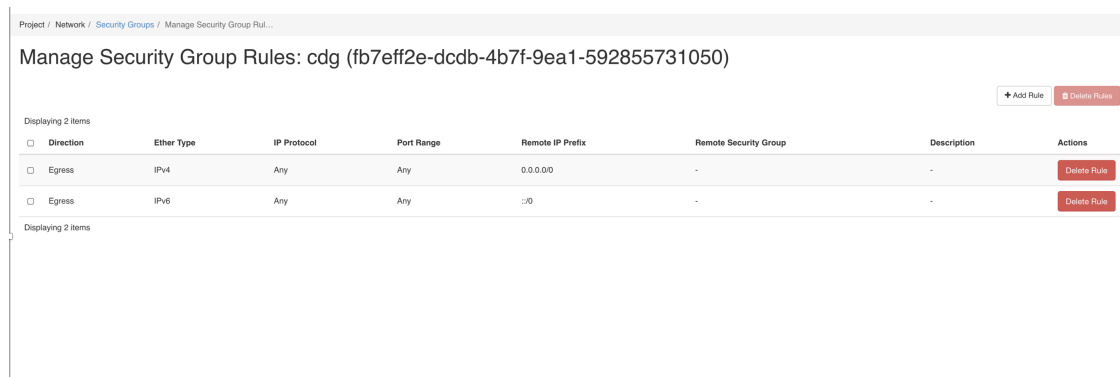 Project / Network / Security Groups / Manage Security Group Rul...
Manage Security Group Rules: cdg (fb7eff2e-dcdb-4b7f-9ea1-592855731050)
+ Add Rule Delete Rules
Displaying 2 items
Direction Ether Type IP Protocol Port Range Remote IP Prefix Remote Security Group Description Actions
Egress IPv4 Any Any 0.0.0.0/0 - - Delete Rule
Egress IPv6 Any Any ::/0 - - Delete Rule
Displaying 2 items